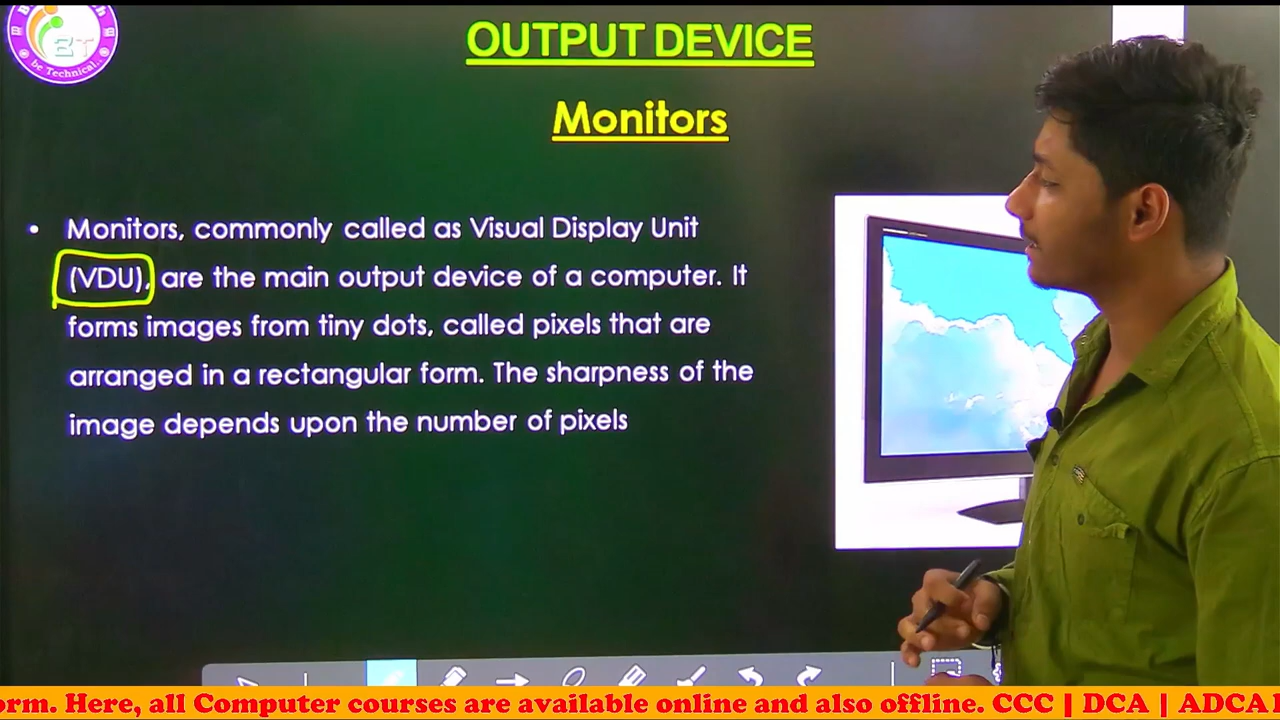 be Technical..
BT
OUTPUT DEVICE
Monitors
• Monitors, commonly called as Visual Display Unit
(VDU), are the main output device of a computer. It
forms images from tiny dots, called pixels that are
arranged in a rectangular form. The sharpness of the
image depends upon the number of pixels
orm. Here, all Computer courses are available online and also offline. CCC | DCA | ADCA